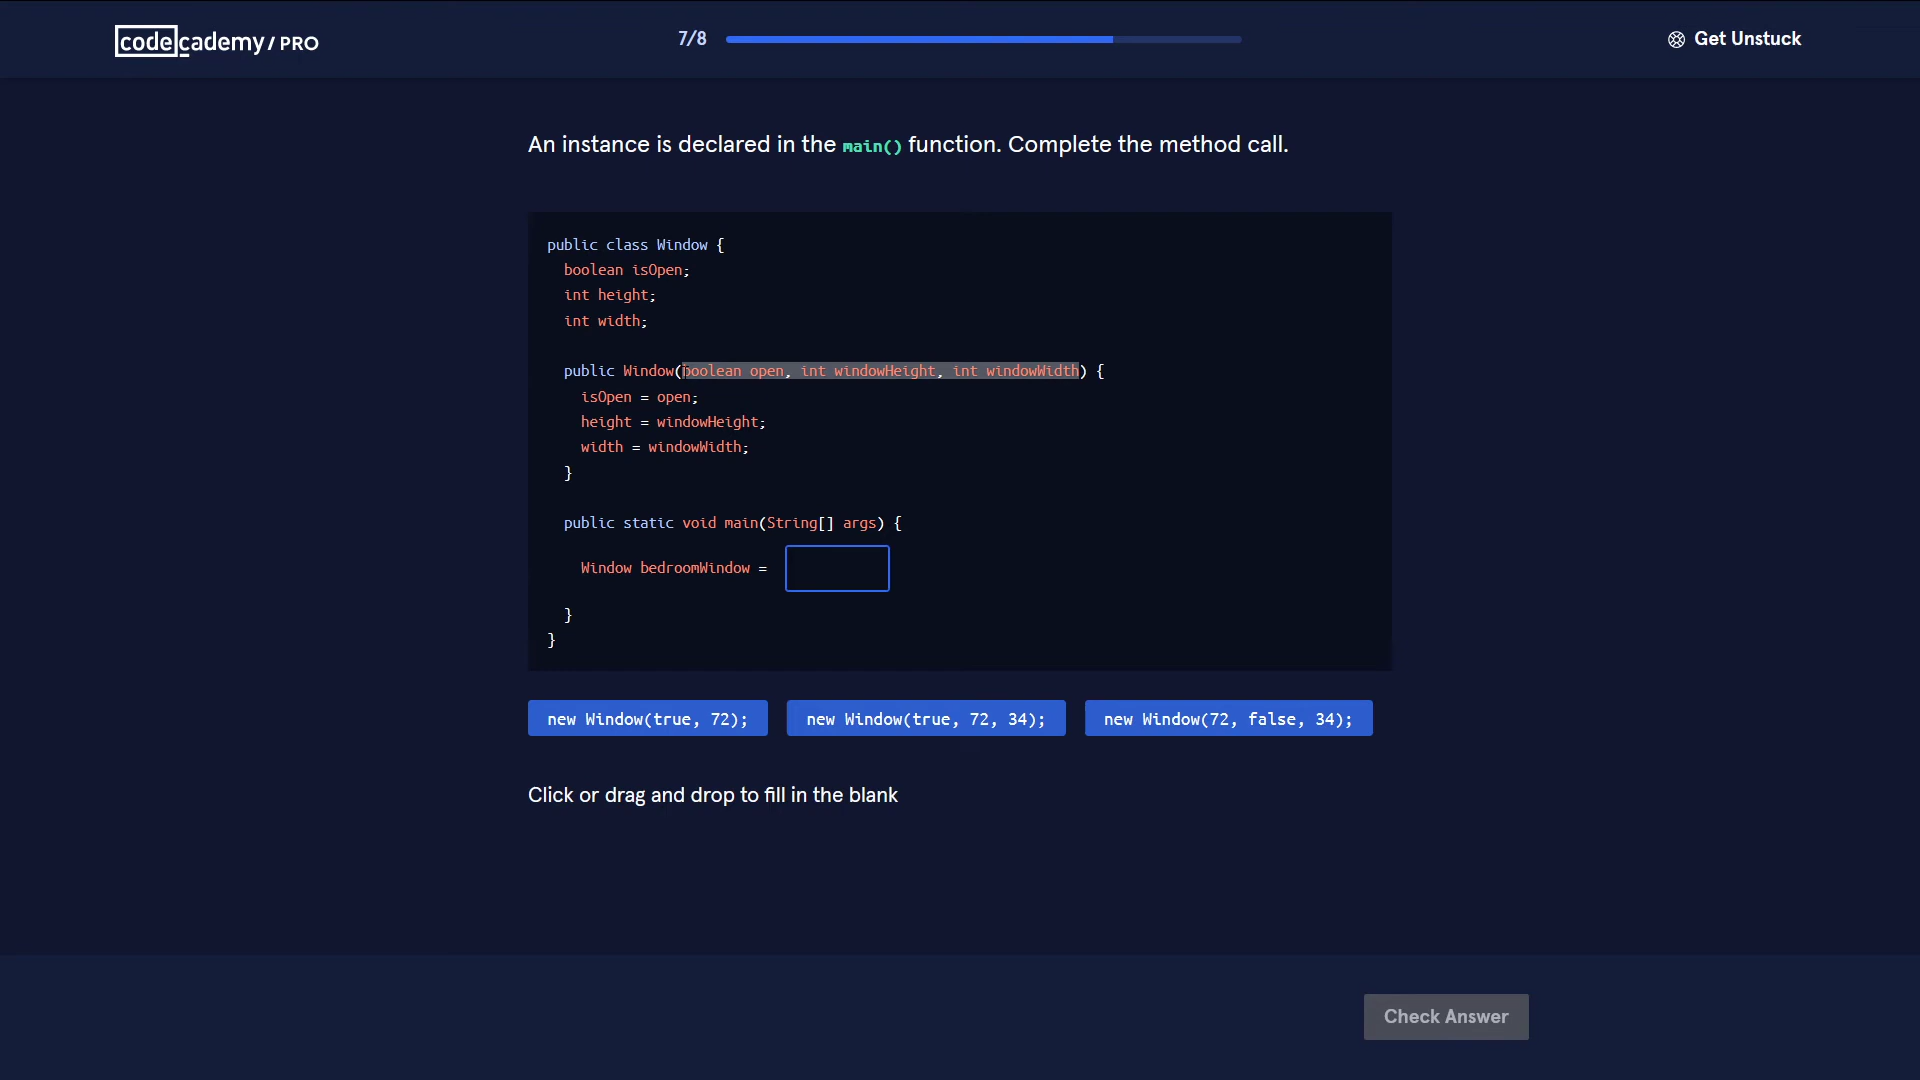 codecademy / PRO
7/8
Get Unstuck
An instance is declared in the main() function. Complete the method call.
public class Window {
boolean isOpen;
int height;
int width;
public Window(boolean open, int windowHeight, int windowWidth) {
isOpen = open;
height = windowHeight;
width = windowWidth;
}
public static void main(String[] args) {
Window bedroomWindow =
}
}
new Window(true, 72); new Window(true, 72, 34); new Window(72, false, 34);
Click or drag and drop to fill in the blank
Check Answer